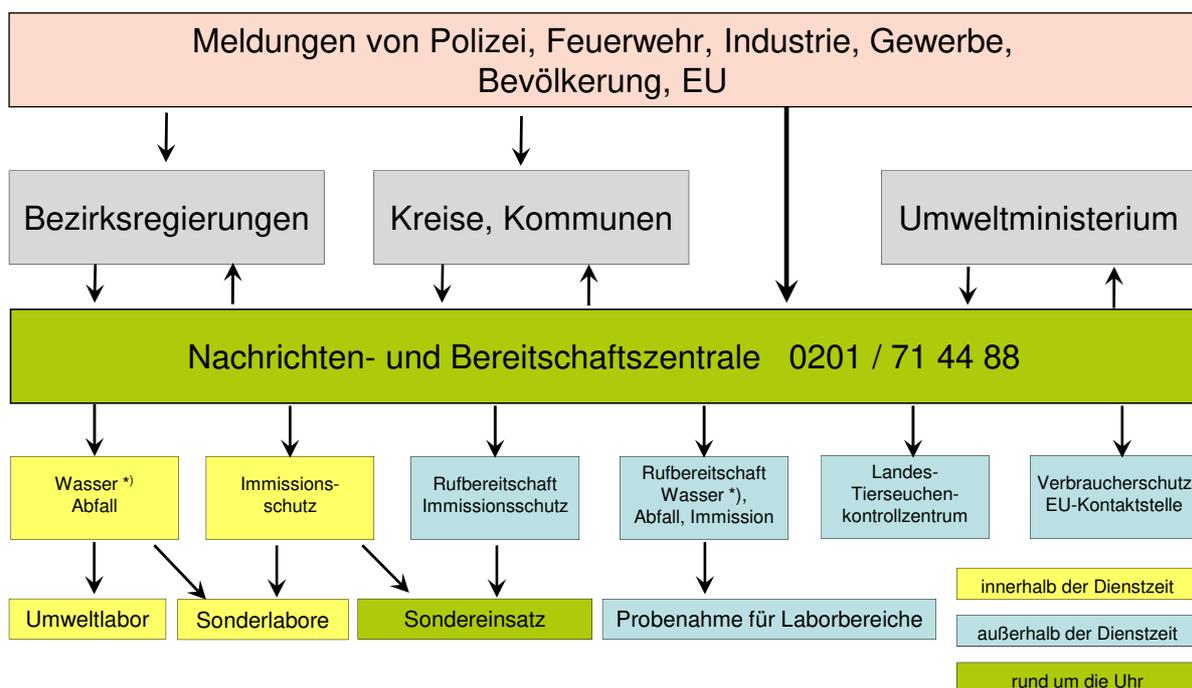 Meldungen von Polizei, Feuerwehr, Industrie, Gewerbe,
Bevölkerung, EU
Bezirksregierungen
Kreise, Kommunen
Umweltministerium
Nachrichten- und Bereitschaftszentrale 0201 / 71 44 88
Wasser *)
Abfall
Immissions-
schutz
Rufbereitschaft
Immissionsschutz
Rufbereitschaft
Wasser *),
Abfall, Immission
Landes-
Tierseuchen-
kontrollzentrum
Verbraucherschutz
EU-Kontaktstelle
Umweltlabor
Sonderlabore
Sondereinsatz
Probenahme für Laborbereiche
innerhalb der Dienstzeit
außerhalb der Dienstzeit
rund um die Uhr